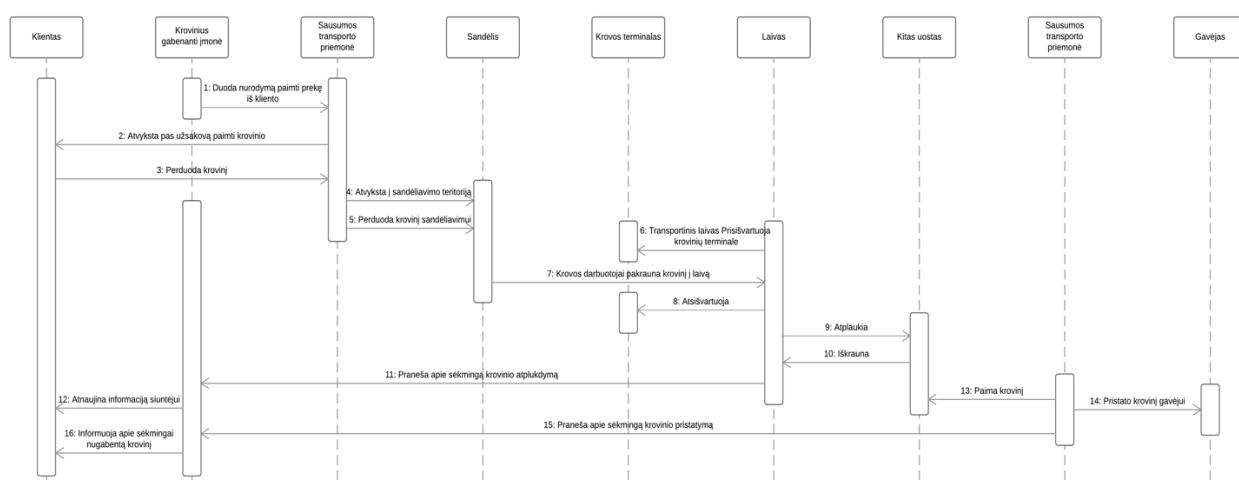 Klientas
Krovinius
gabenanti įmonė
Sausumos
transporto
priemonė
Sandėlis
Krovos terminalas
Laivas
Kitas uostas
Sausumos
transporto
priemonė
Gavėjas
1: Duoda nurodymą paimti prekę
iš kliento
2: Atvyksta pas užsakovą paimti krovinio
3: Perduoda krovinį
4: Atvyksta į sandėliavimo teritoriją
5: Perduoda krovinį sandėliavimui
6: Transportinis laivas Prisišvartuoja
krovinių terminale
7: Krovos darbuotojai pakrauna krovinį į laivą
8: Atsišvartuoja
9: Atplaukia
10: Iškrauna
11: Praneša apie sėkmingą krovinio atplukdymą
12: Atnaujina informaciją siuntėjui
13: Paima krovinį
14: Pristato krovinį gavėjui
15: Praneša apie sėkmingą krovinio pristatymą
16: Informuoja apie sėkmingai
nugabentą krovinį